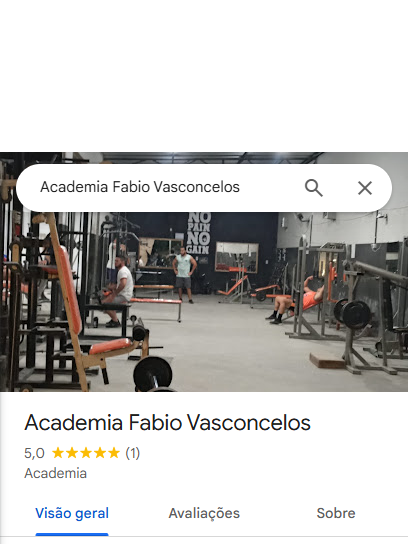 Academia Fabio Vasconcelos
NO
PAIN
NO
GAIN
Academia Fabio Vasconcelos
5,0 (1)
Academia
Visão geral Avaliações Sobre